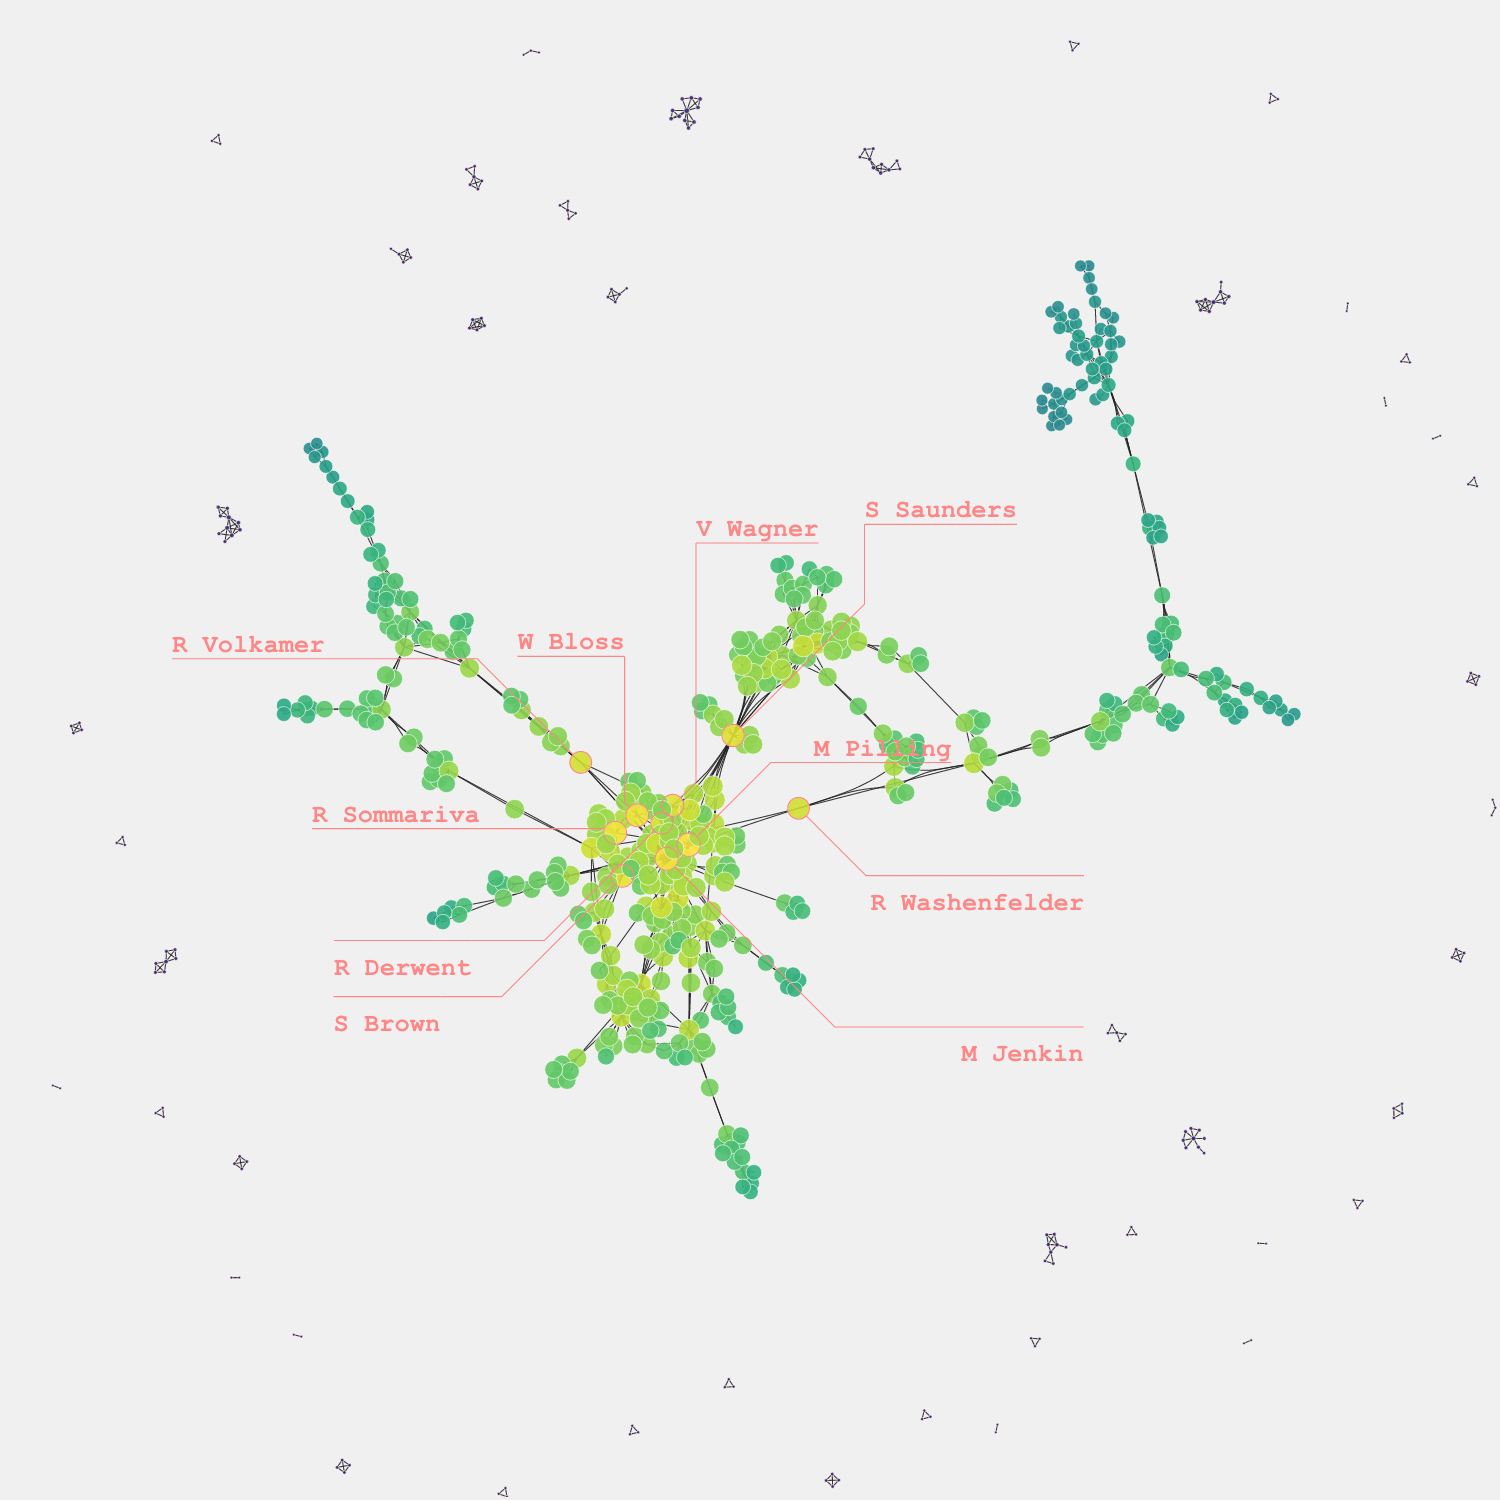 S Saunders
V Wagner
R Volkamer
W Bloss
M Pilling
R Sommariva
R Washenfelder
R Derwent
S Brown
M Jenkin